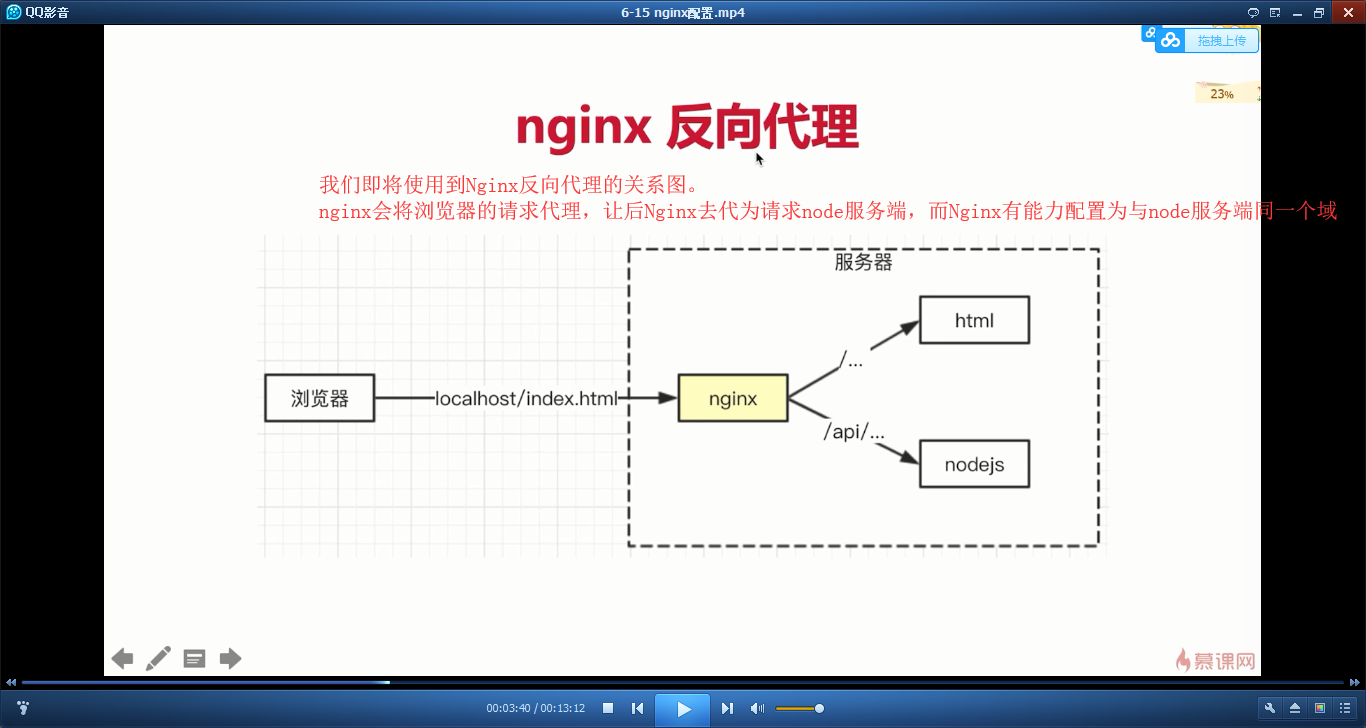 QQ影音
6-15 nginx配置.mp4
拖拽上传
23%
nginx 反向代理
我们即将使用到Nginx反向代理的关系图。
nginx会将浏览器的请求代理，让后Nginx去代为请求node服务端，而Nginx有能力配置为与node服务端同一个域
服务器
html
/...
浏览器
localhost/index.html
nginx
/api/...
nodejs
慕课网
00:03:40 / 00:13:12